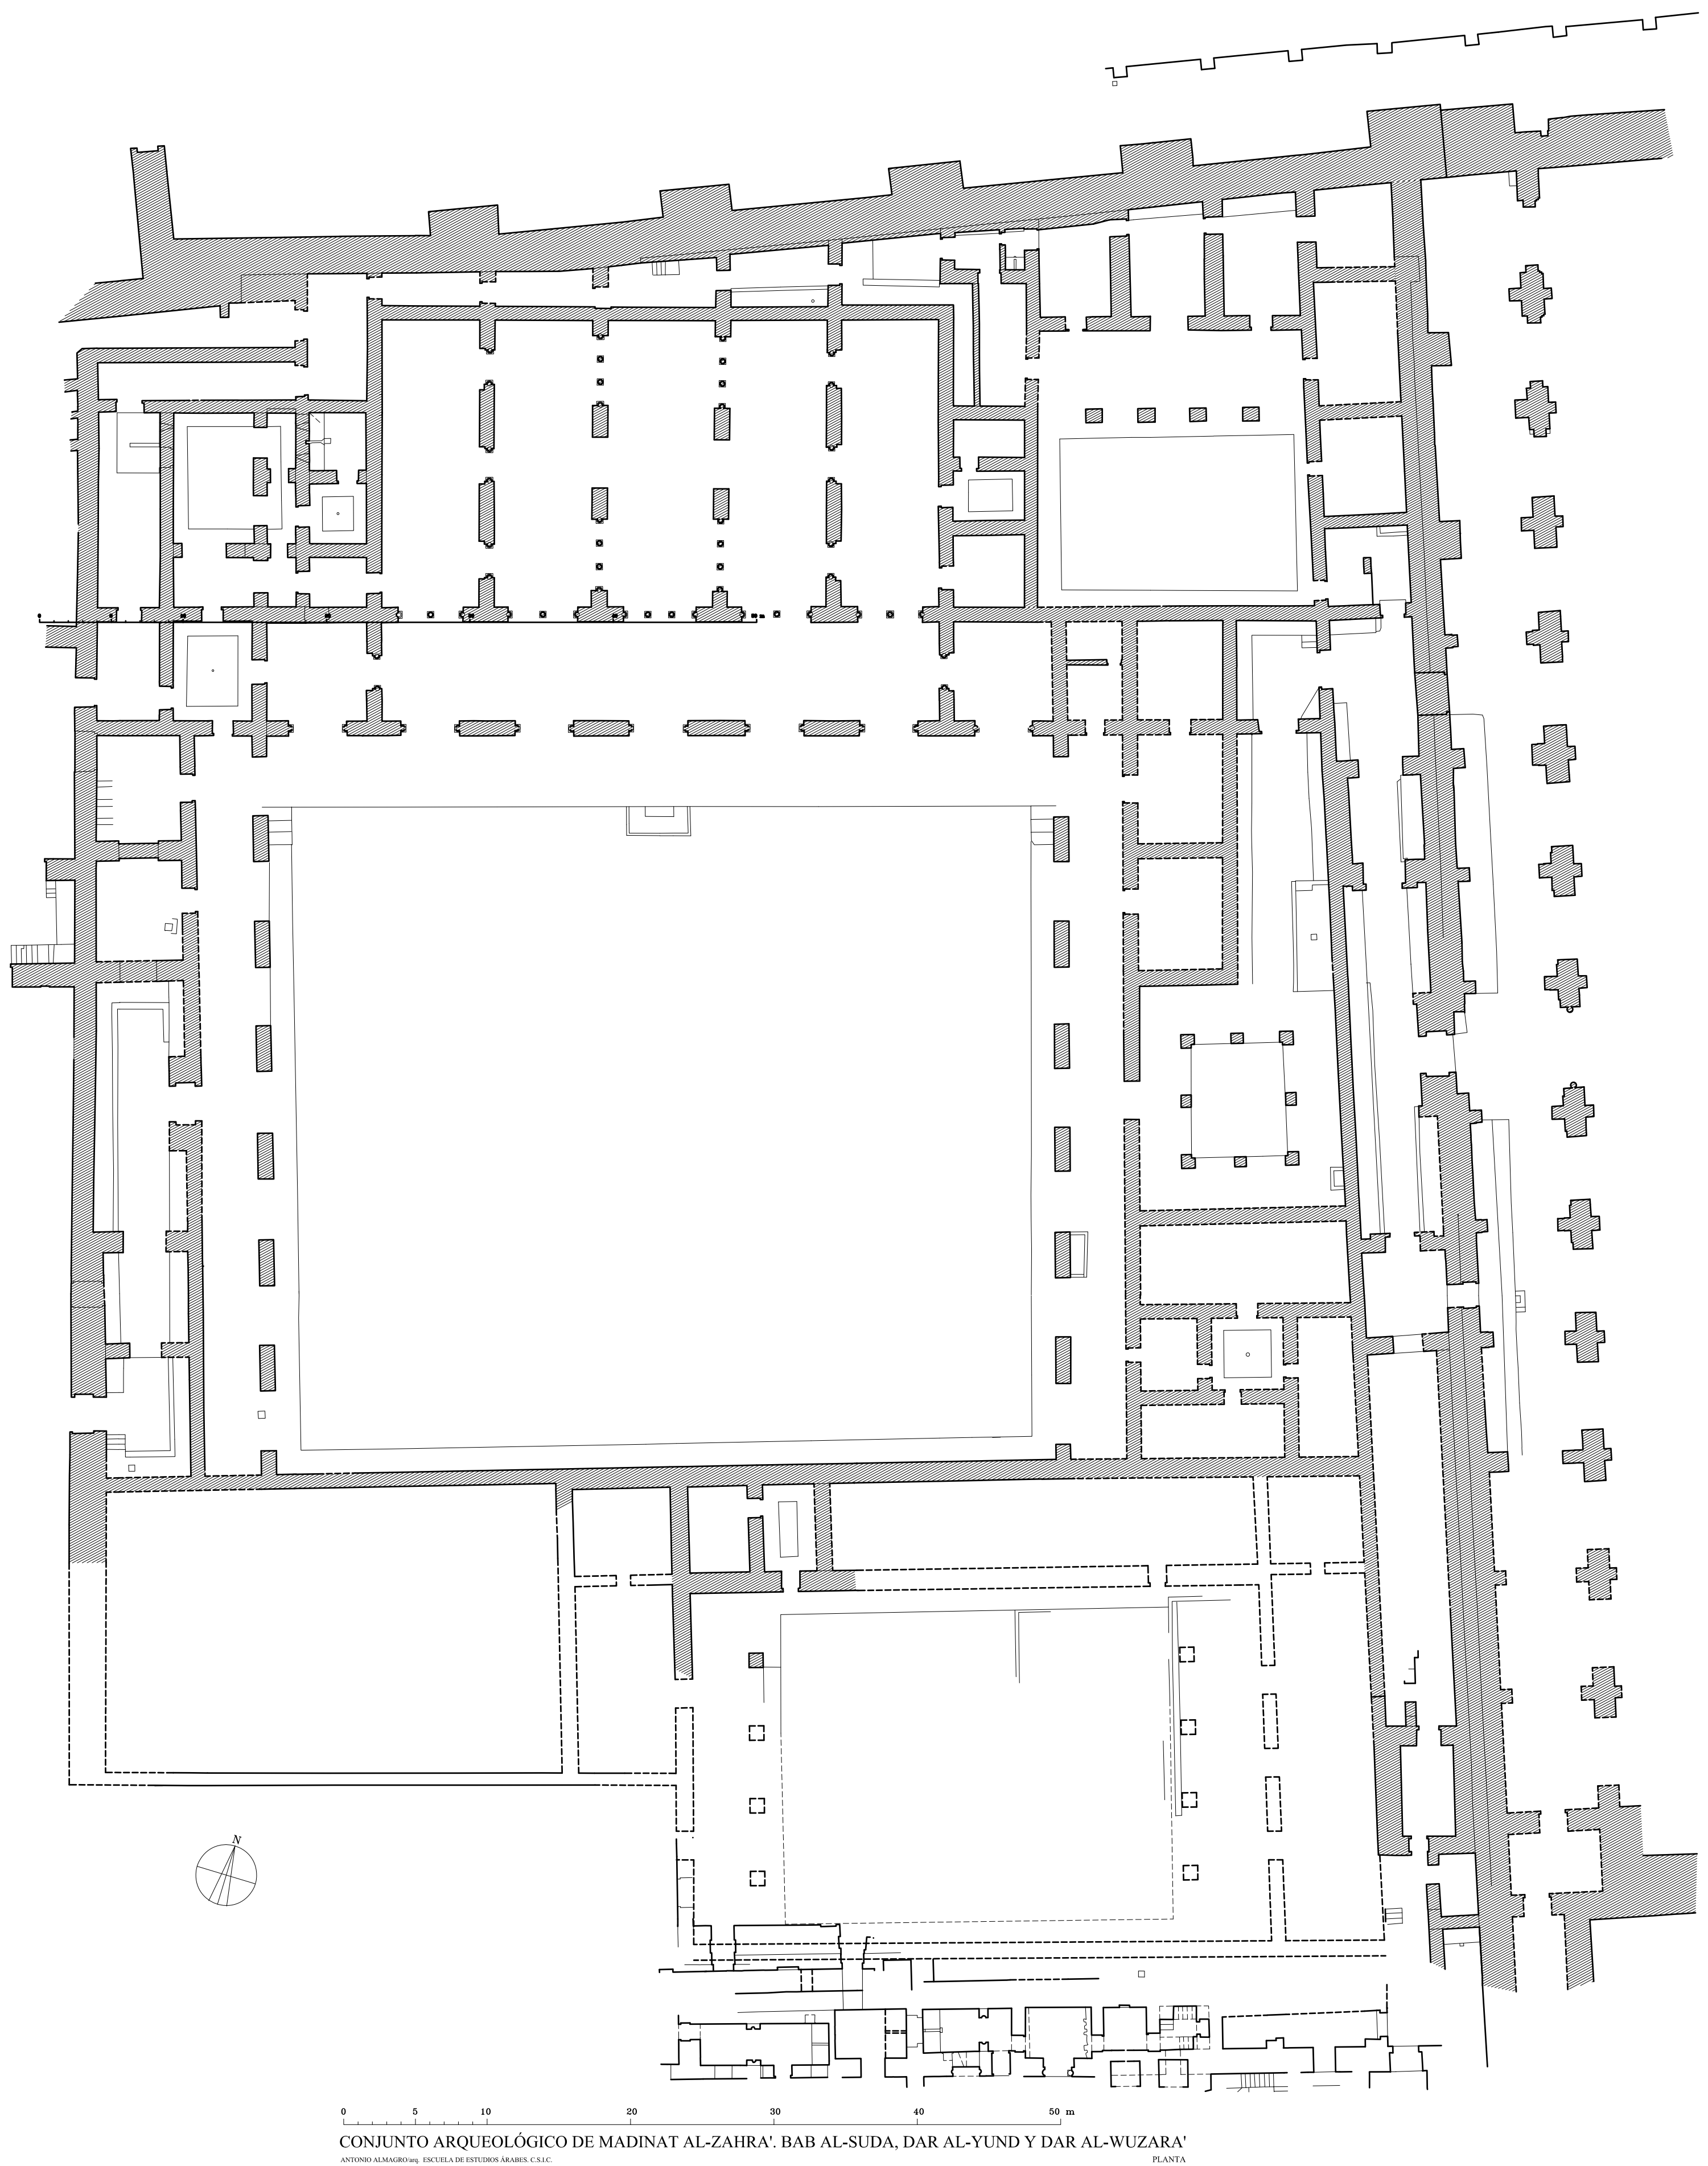 N
0 5 10 20 30 40 50 m
CONJUNTO ARQUEOLÓGICO DE MADINAT AL-ZAHRA'. BAB AL-SUDA, DAR AL-YUND Y DAR AL-WUZARA'
ANTONIO ALMAGRO/arq. ESCUELA DE ESTUDIOS ÁRABES. C.S.I.C. PLANTA